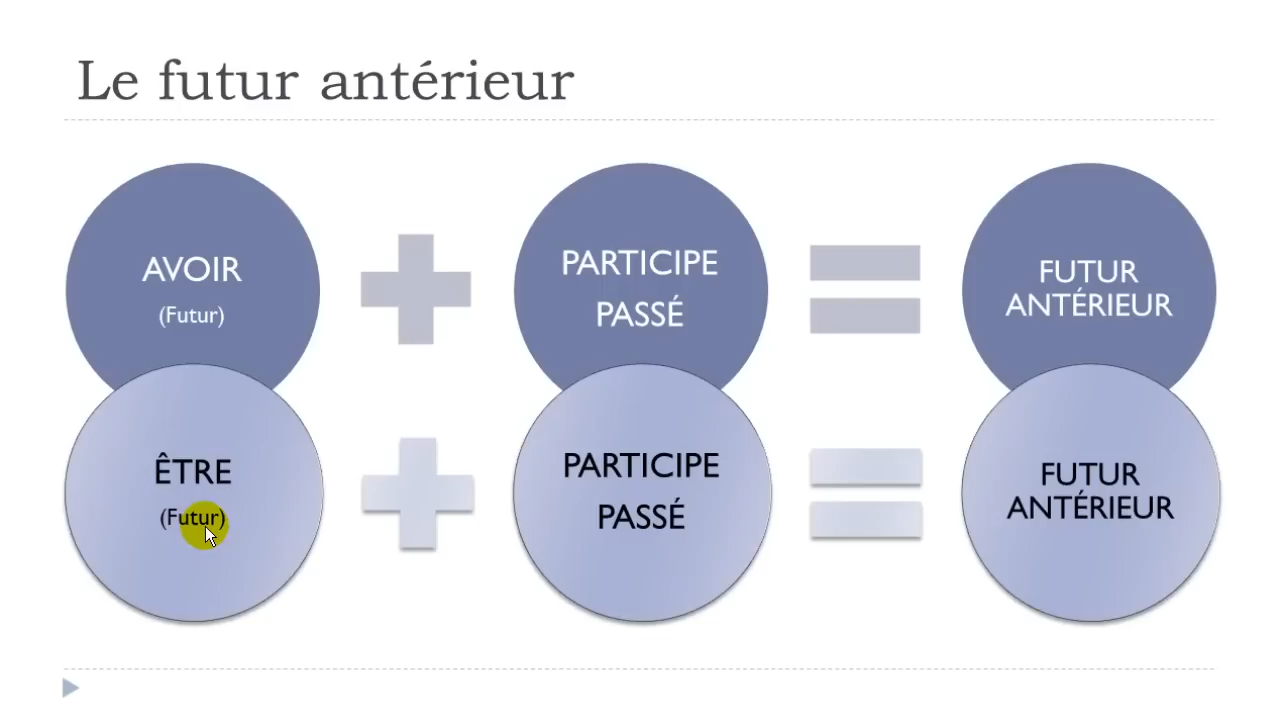 Le futur antérieur
AVOIR
(Futur)
PARTICIPE
PASSÉ
FUTUR
ANTÉRIEUR
ÊTRE
(Futur)
PARTICIPE
PASSÉ
FUTUR
ANTÉRIEUR